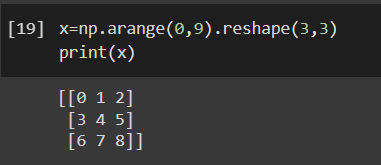 [19] x=np.arange(0,9).reshape(3,3)
print(x)
[[0 1 2]
[3 4 5]
[6 7 8]]